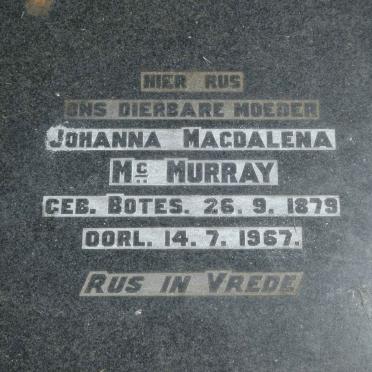 HIER RUS
ONS DIERBARE MOEDER
JOHANNA MAGDALENA
Mc MURRAY
GEB. BOTES. 26. 9. 1879
OORL. 14. 7. 1967.
RUS IN VREDE